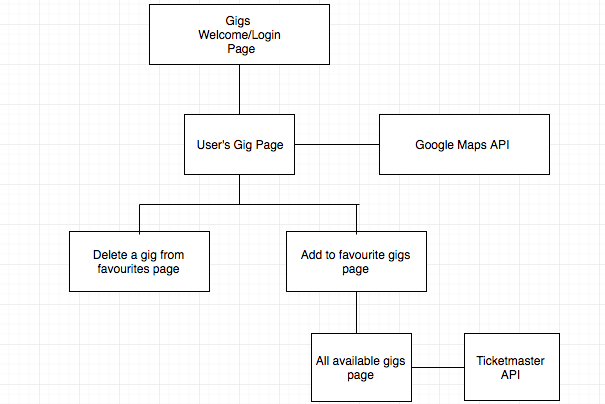 Gigs
Welcome/Login
Page
User's Gig Page
Google Maps API
Delete a gig from
favourites page
Add to favourite gigs
page
All available gigs
page
Ticketmaster
API